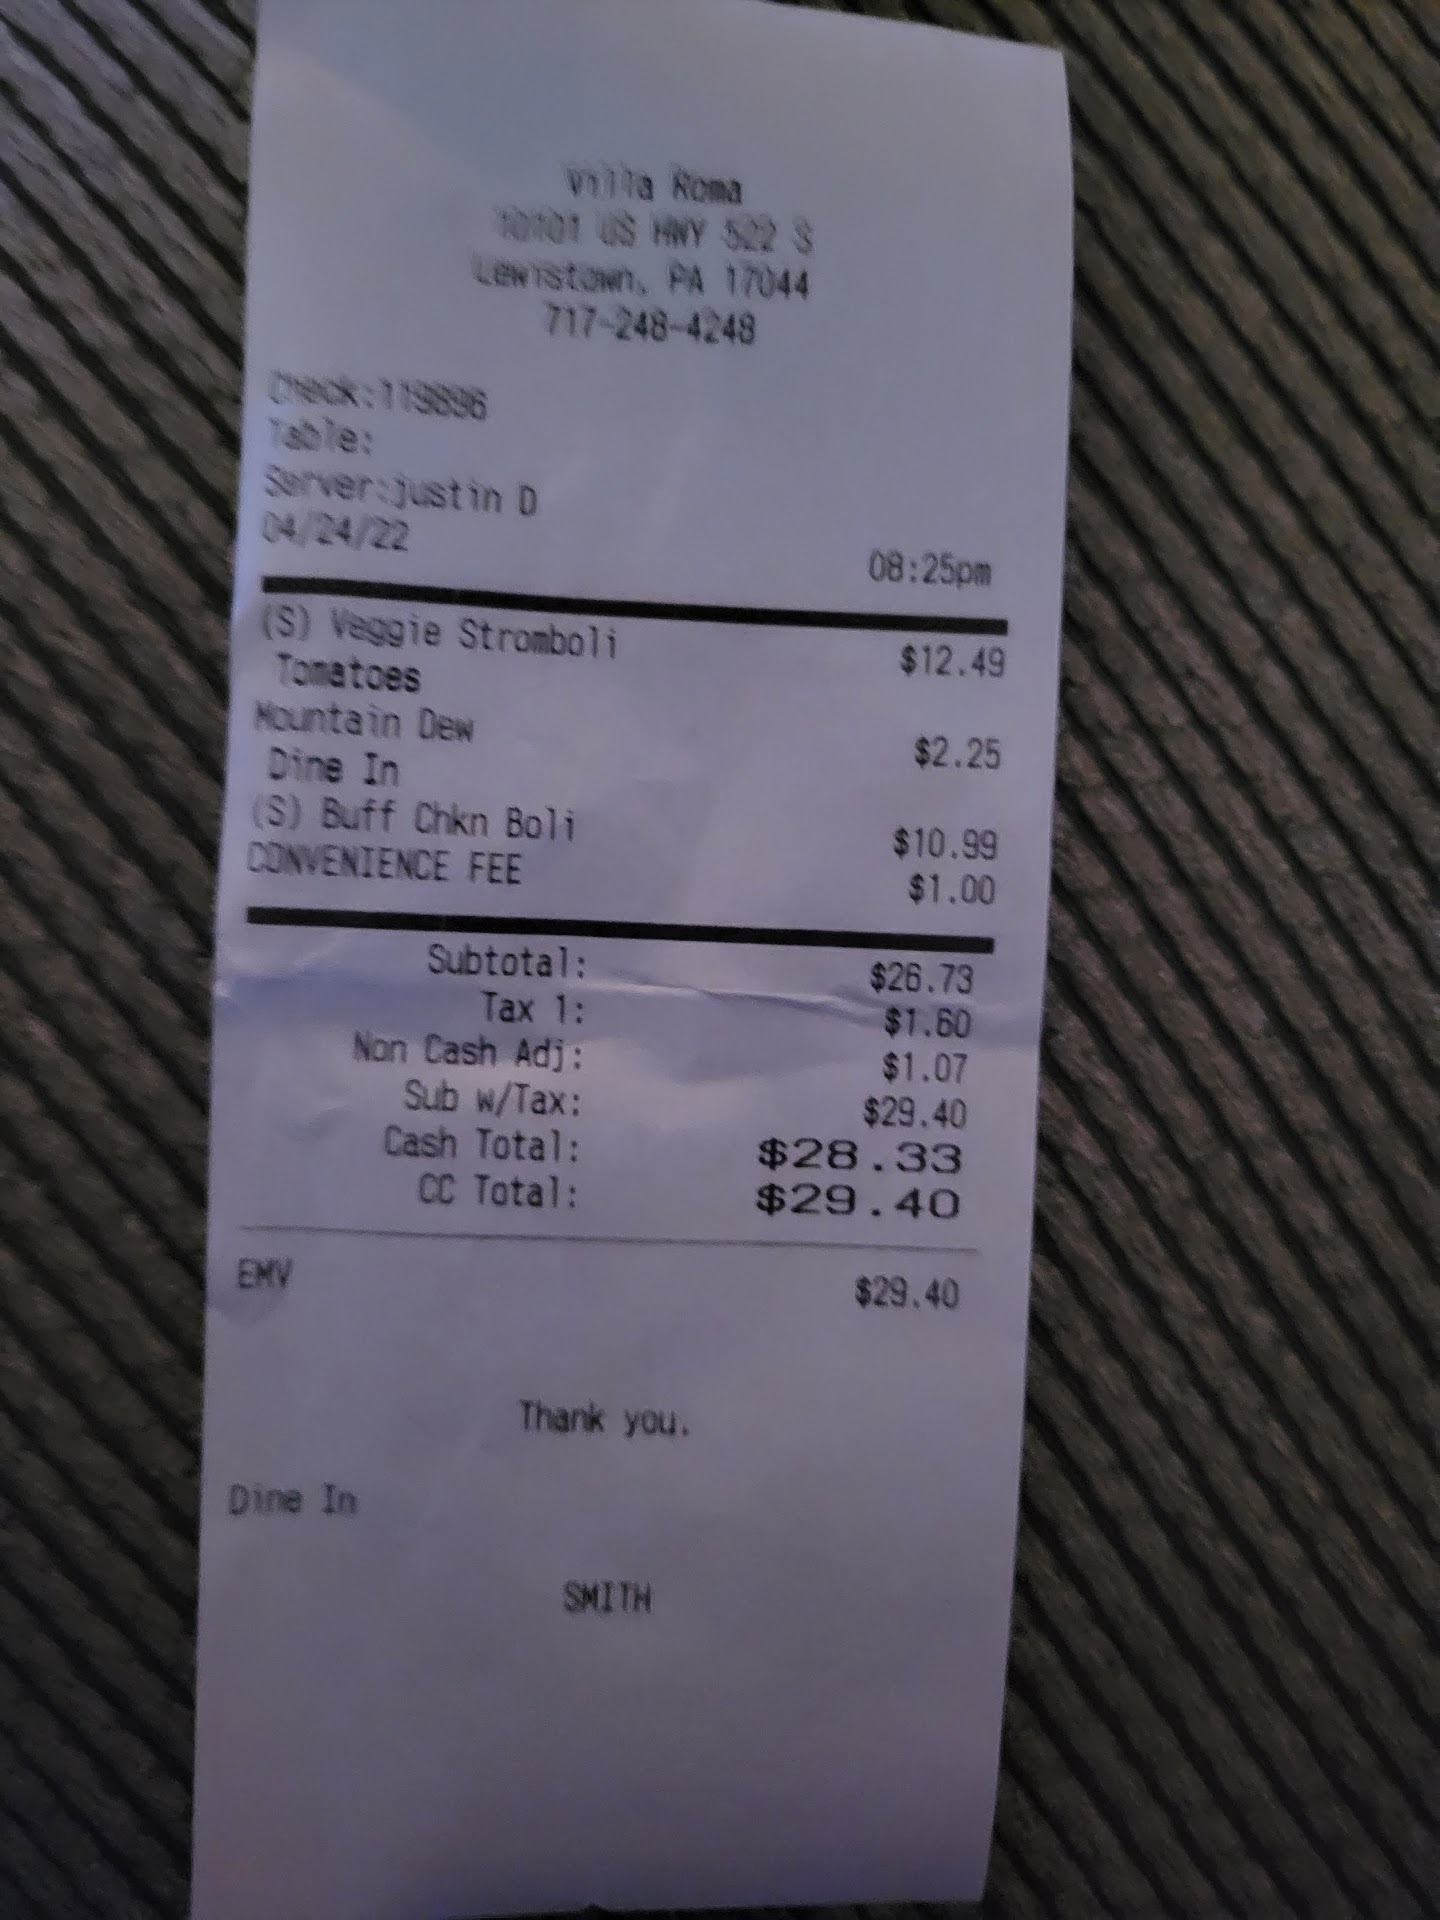 Villa Roma
10101 US HWY 522 S
Lewistown, PA 17044
717-248-4248
Check:119896
Table:
Server:justin D
04/24/22 08:25pm
(S) Veggie Stromboli $12.49
Tomatoes
Mountain Dew $2.25
Dine In
(S) Buff Chkn Boli $10.99
CONVENIENCE FEE $1.00
Subtotal: $26.73
Tax 1: $1.60
Non Cash Adj: $1.07
Sub w/Tax: $29.40
Cash Total: $28.33
CC Total: $29.40
EMV $29.40
Thank you.
Dine In
SMITH